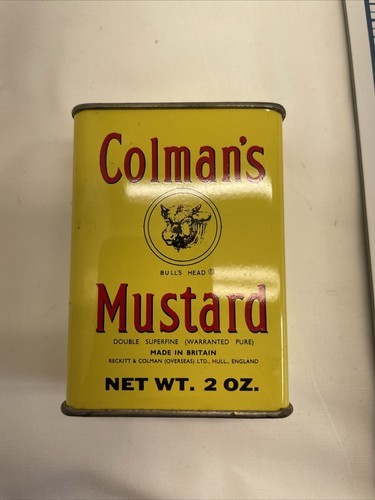 Colman's
BULL'S HEAD ®
Mustard
DOUBLE SUPERFINE (WARRANTED PURE)
MADE IN BRITAIN
RECKITT & COLMAN (OVERSEAS) LTD., HULL, ENGLAND
NET WT. 2 OZ.